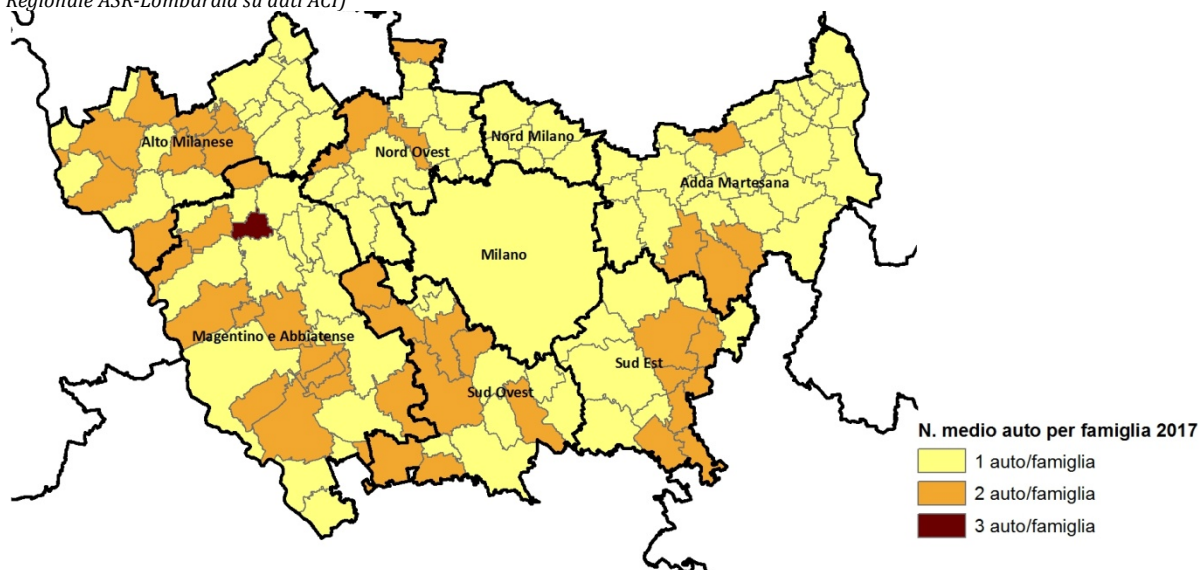 Regionale ASR-Lombardia su dati ACI)
Alto Milanese
Nord Ovest
Nord Milano
Adda Martesana
Milano
Magentino e Abbiatense
Sud Ovest
Sud Est
N. medio auto per famiglia 2017
1 auto/famiglia
2 auto/famiglia
3 auto/famiglia